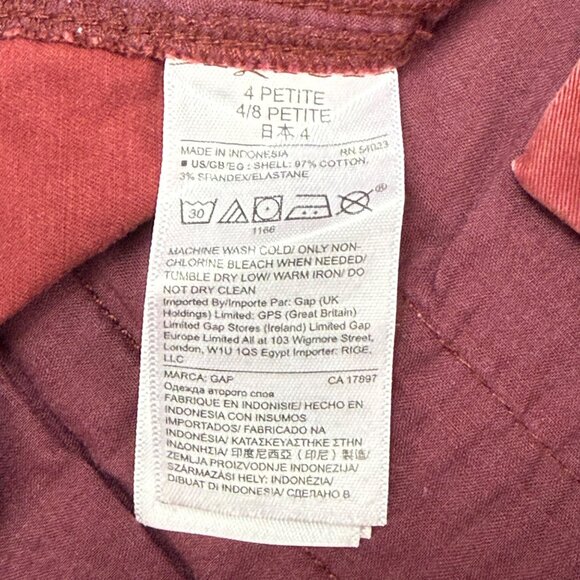 4 PETITE
4/8 PETITE
日本 4
MADE IN INDONESIA RN 54023
■ US/GB/EG : SHELL: 97% COTTON,
3% SPANDEX/ELASTANE
30 ®
1166
MACHINE WASH COLD/ ONLY NON-
CHLORINE BLEACH WHEN NEEDED/
TUMBLE DRY LOW/ WARM IRON/ DO
NOT DRY CLEAN
Imported By/Importe Par: Gap (UK
Holdings) Limited: GPS (Great Britain)
Limited Gap Stores (Ireland) Limited Gap
Europe Limited All at 103 Wigmore Street,
London, W1U 1QS Egypt Importer: RIGE,
LLC
MARCA: GAP CA 17897
Одежда второго слоя
FABRIQUE EN INDONISIE/ HECHO EN
INDONESIA CON INSUMOS
IMPORTADOS/ FABRICADO NA
INDONÉSIA/ ΚΑΤΑΣΚΕΥΑΣΤΗΚΕ ΣΤΗΝ
ΙΝΔΟΝΗΣΙΑ/ 印度尼西亞（印尼）製造/
ZEMLJA PROIZVODNJE INDONEZIJA/
SZÁRMAZÁSI HELY: INDONÉZIA/
DIBUAT DI INDONESIA/ СДЕЛАНО В